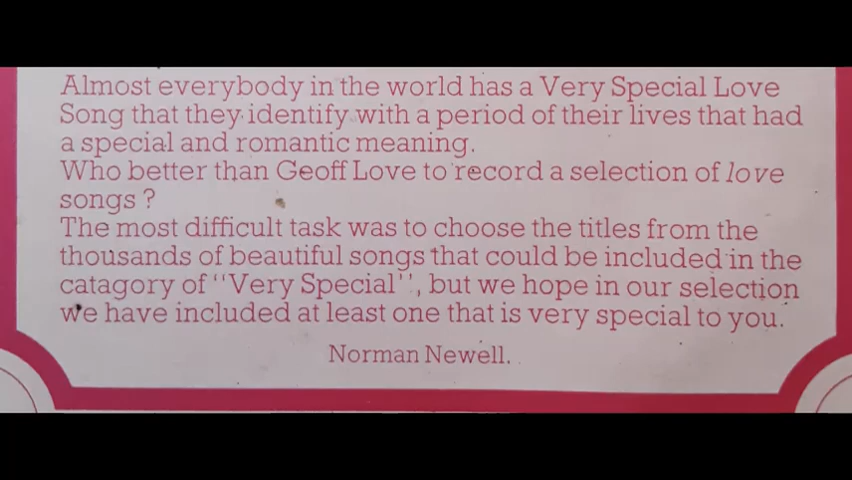 Almost everybody in the world has a Very Special Love
Song that they identify with a period of their lives that had
a special and romantic meaning.
Who better than Geoff Love to record a selection of love
songs ?
The most difficult task was to choose the titles from the
thousands of beautiful songs that could be included in the
catagory of "Very Special", but we hope in our selection
we have included at least one that is very special to you.
Norman Newell.